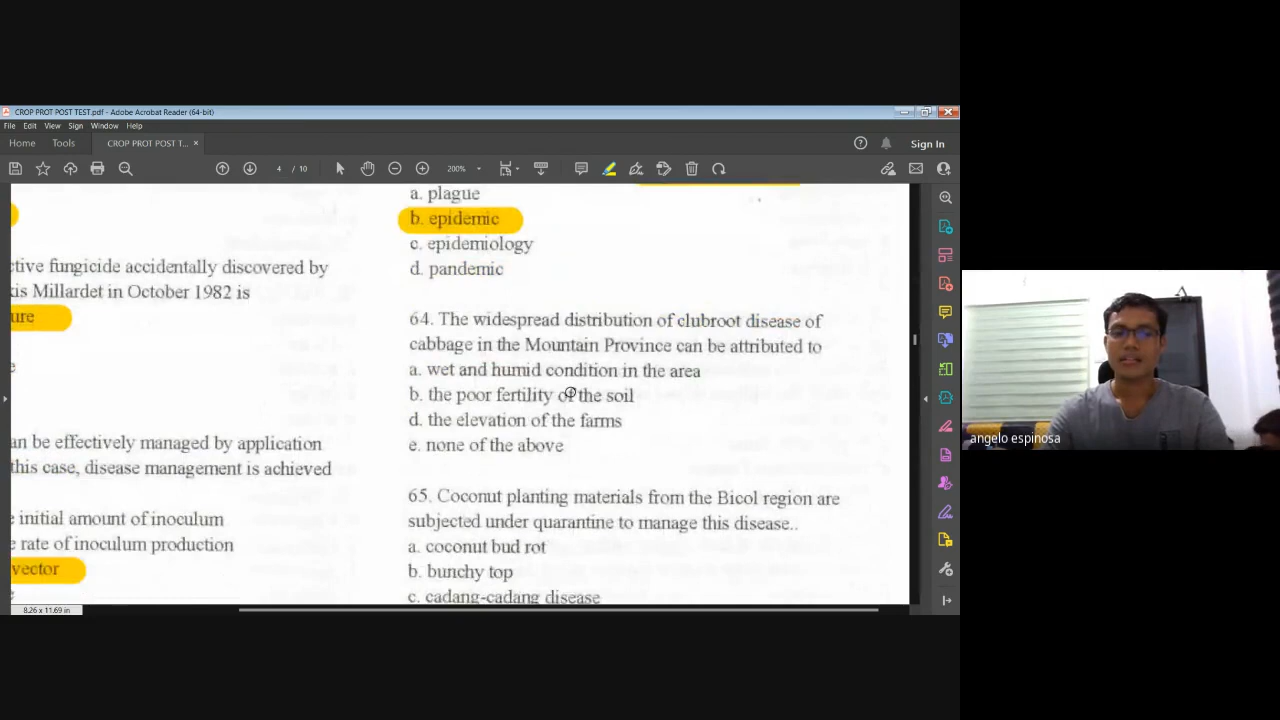 CROP PROT POST TEST.pdf - Adobe Acrobat Reader (64-bit)
File Edit View Sign Window Help
Home Tools CROP PROT POST T... × Sign In
4 / 10 200%
ctive fungicide accidentally discovered by
is Millardet in October 1982 is
ure
e
an be effectively managed by application
this case, disease management is achieved
e initial amount of inoculum
e rate of inoculum production
vector
a. plague
b. epidemic
c. epidemiology
d. pandemic
64. The widespread distribution of clubroot disease of
cabbage in the Mountain Province can be attributed to
a. wet and humid condition in the area
b. the poor fertility of the soil
d. the elevation of the farms
e. none of the above
65. Coconut planting materials from the Bicol region are
subjected under quarantine to manage this disease..
a. coconut bud rot
b. bunchy top
c. cadang-cadang disease
8.26 x 11.69 in
angelo espinosa